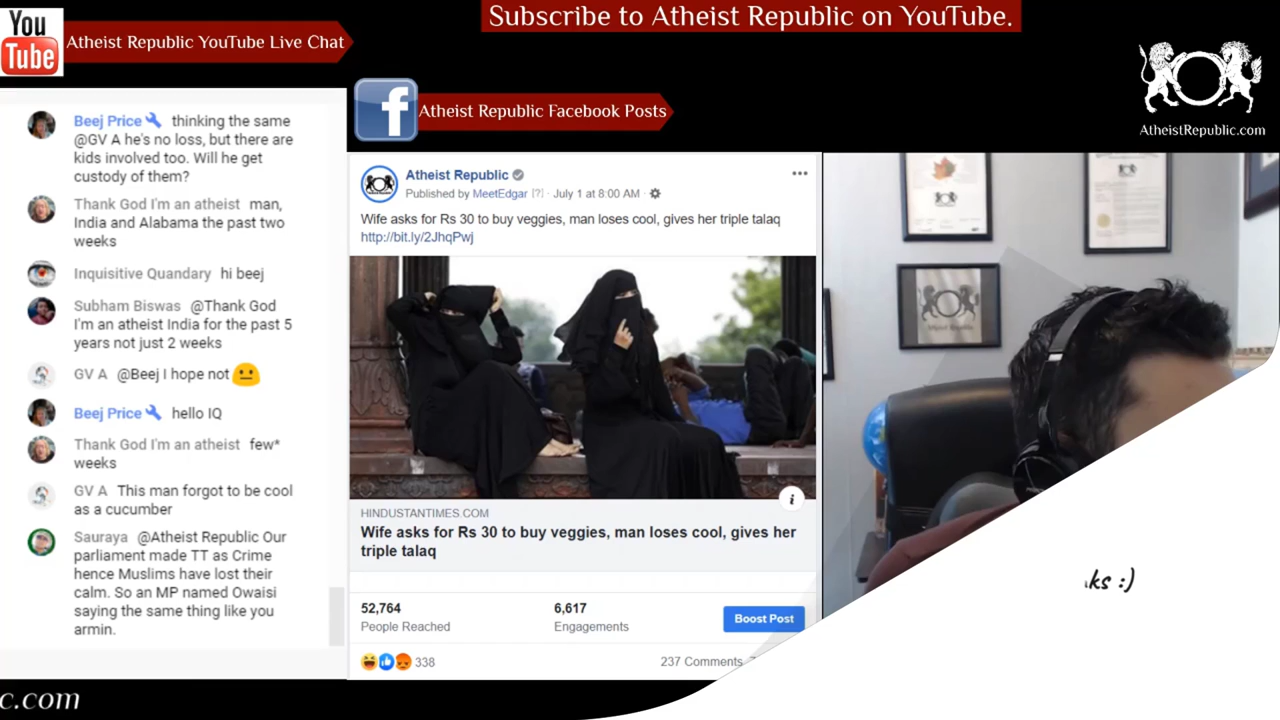 Subscribe to Atheist Republic on YouTube.
You
Tube
Atheist Republic YouTube Live Chat
AtheistRepublic.com
f
Atheist Republic Facebook Posts
Beej Price thinking the same
@GV A he's no loss, but there are
kids involved too. Will he get
custody of them?
Thank God I'm an atheist man,
India and Alabama the past two
weeks
Inquisitive Quandary hi beej
Subham Biswas @Thank God
I'm an atheist India for the past 5
years not just 2 weeks
GV A @Beej I hope not
Beej Price hello IQ
Thank God I'm an atheist few*
weeks
GV A This man forgot to be cool
as a cucumber
Sauraya @Atheist Republic Our
parliament made TT as Crime
hence Muslims have lost their
calm. So an MP named Owaisi
saying the same thing like you
armin.
Atheist Republic
Published by MeetEdgar [?] · July 1 at 8:00 AM ·
Wife asks for Rs 30 to buy veggies, man loses cool, gives her triple talaq
http://bit.ly/2JhqPwj
HINDUSTANTIMES.COM
Wife asks for Rs 30 to buy veggies, man loses cool, gives her
triple talaq
52,764
People Reached
6,617
Engagements
Boost Post
338
237 Comments
Atheist Republic
ks :)
c.com